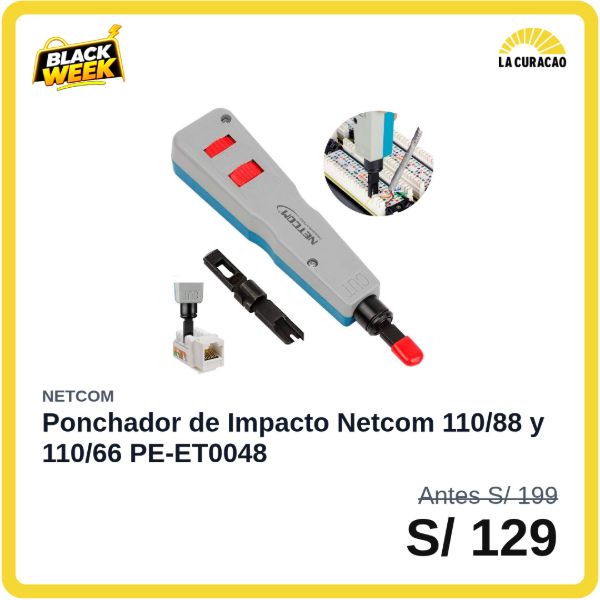 BLACK
WEEK
LA CURACAO
NETCOM
CUT
NETCOM
Ponchador de Impacto Netcom 110/88 y
110/66 PE-ET0048
Antes S/ 199
S/ 129